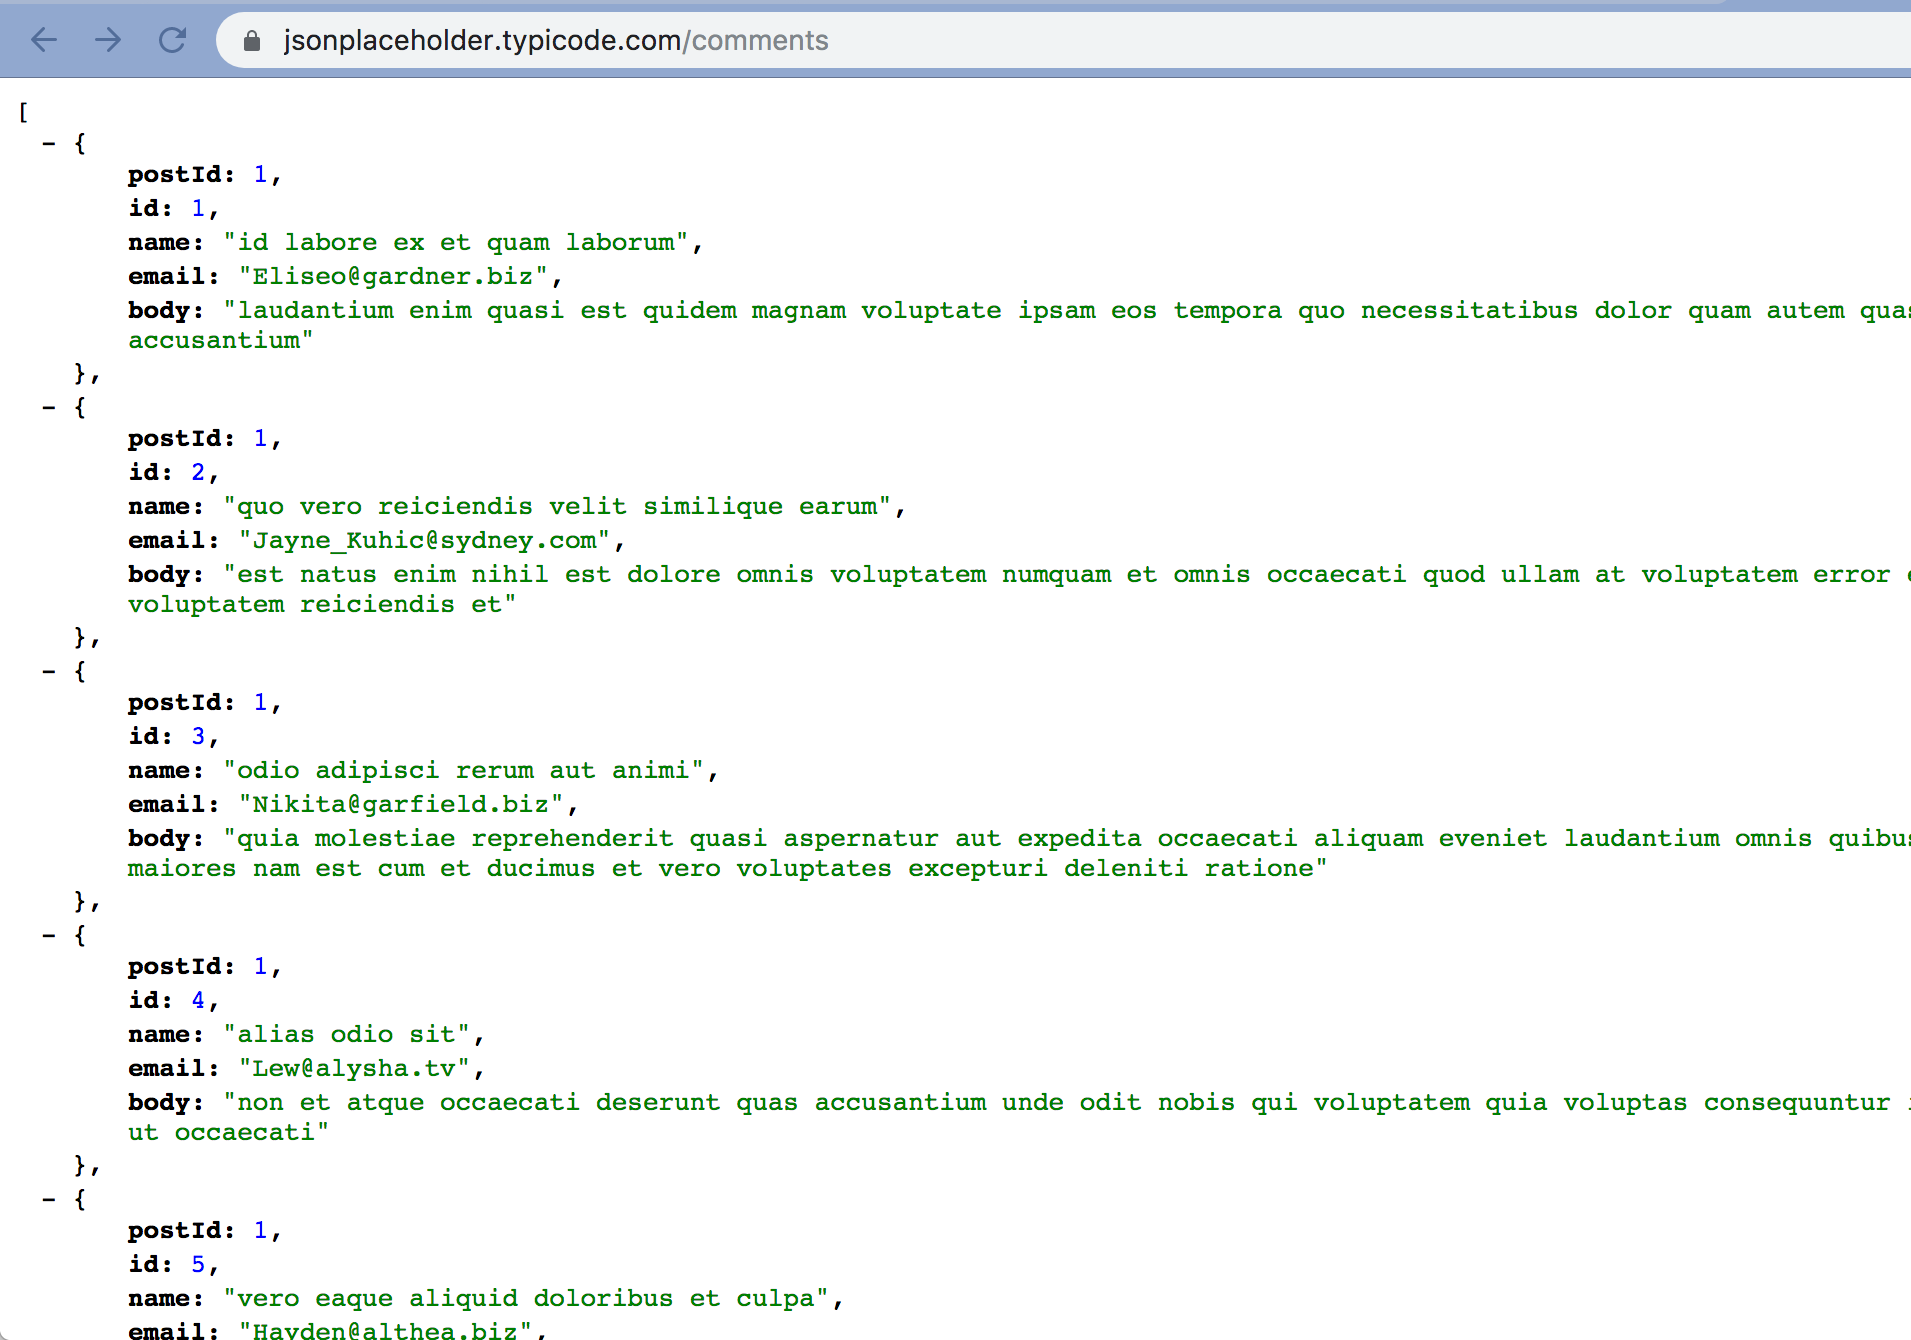 jsonplaceholder.typicode.com/comments
[
- {
postId: 1,
id: 1,
name: "id labore ex et quam laborum",
email: "Eliseo@gardner.biz",
body: "laudantium enim quasi est quidem magnam voluptate ipsam eos tempora quo necessitatibus dolor quam autem
accusantium"
},
- {
postId: 1,
id: 2,
name: "quo vero reiciendis velit similique earum",
email: "Jayne_Kuhic@sydney.com",
body: "est natus enim nihil est dolore omnis voluptatem numquam et omnis occaecati quod ullam at voluptatem error
voluptatem reiciendis et"
},
- {
postId: 1,
id: 3,
name: "odio adipisci rerum aut animi",
email: "Nikita@garfield.biz",
body: "quia molestiae reprehenderit quasi aspernatur aut expedita occaecati aliquam eveniet laudantium omnis
maiores nam est cum et ducimus et vero voluptates excepturi deleniti ratione"
},
- {
postId: 1,
id: 4,
name: "alias odio sit",
email: "Lew@alysha.tv",
body: "non et atque occaecati deserunt quas accusantium unde odit nobis qui voluptatem quia voluptas consequuntur
ut occaecati"
},
- {
postId: 1,
id: 5,
name: "vero eaque aliquid doloribus et culpa",
email: "Hayden@althea.biz",